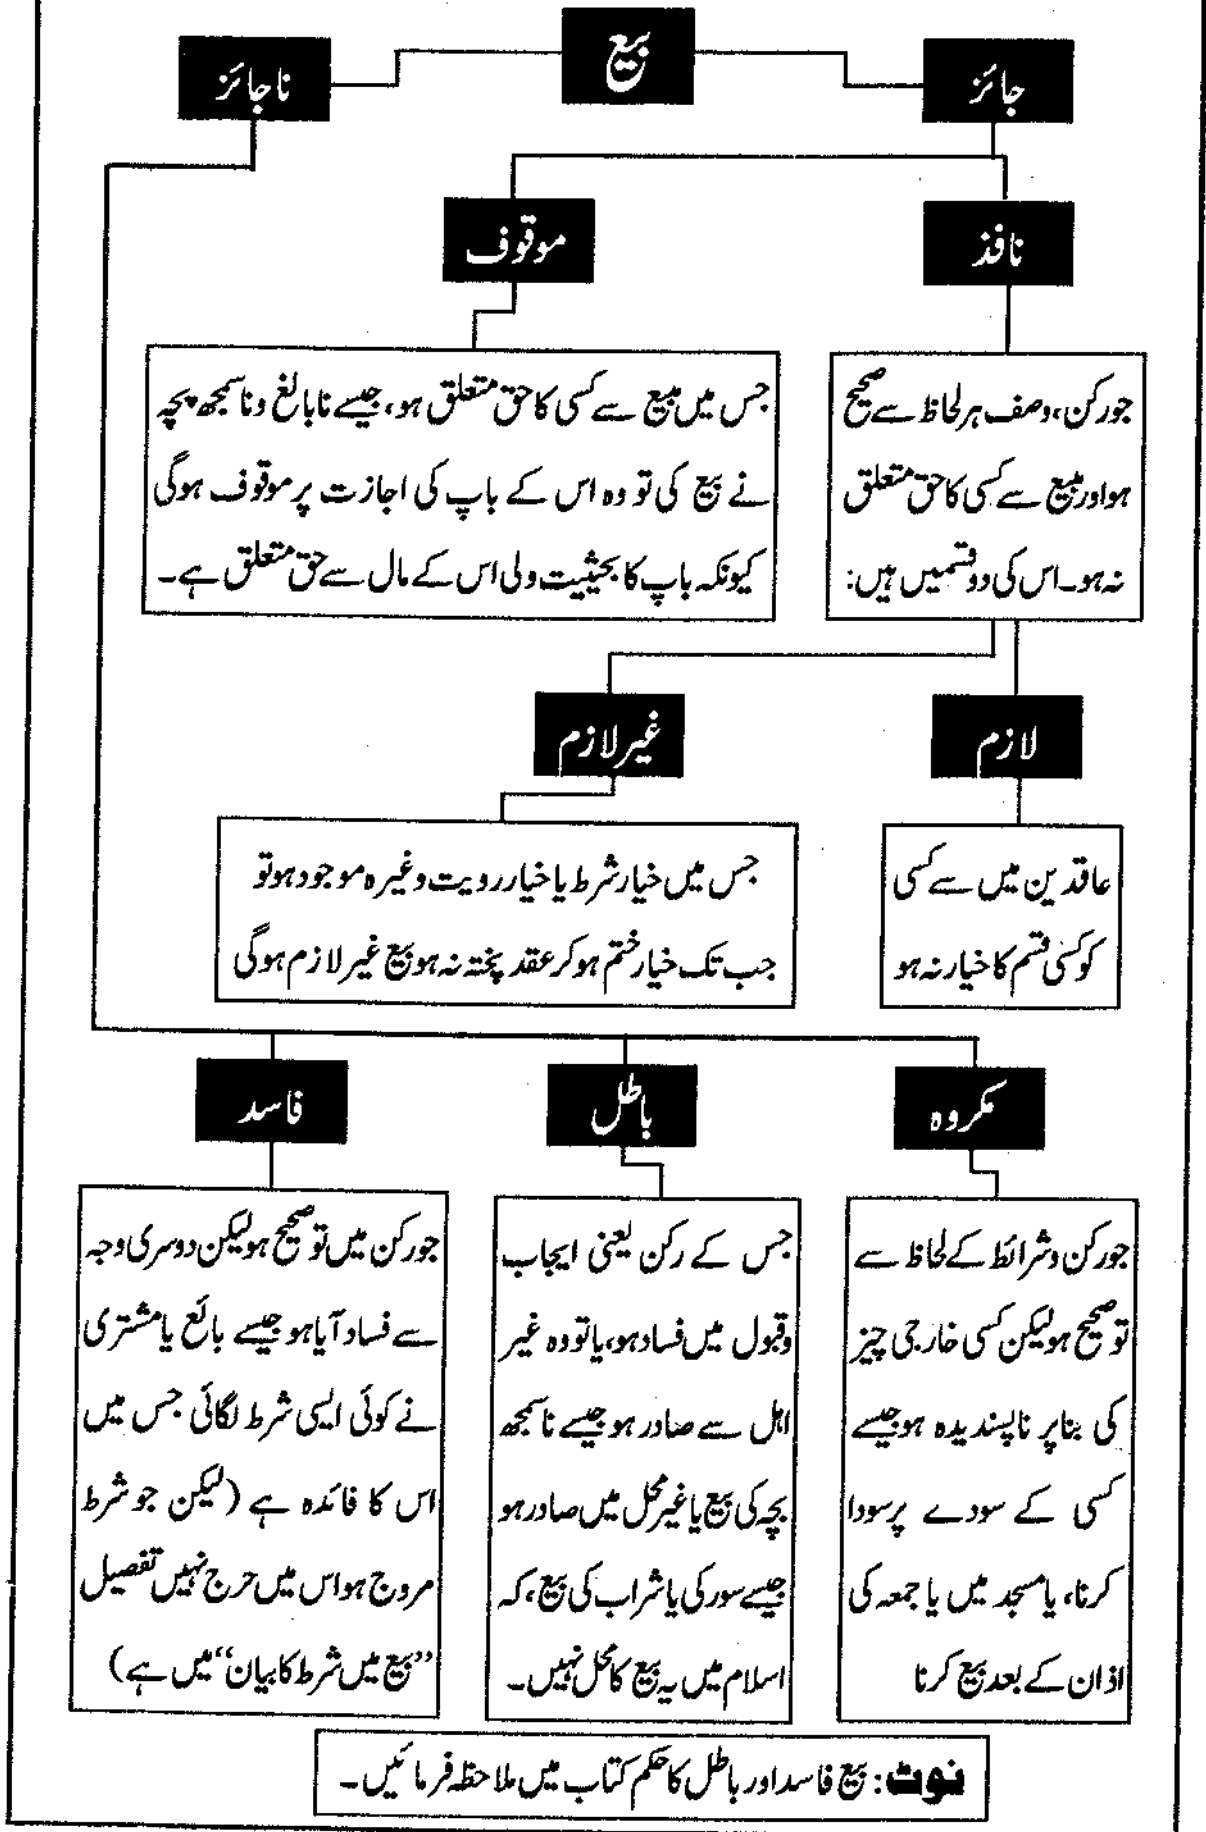 بیع
جائز
ناجائز
نافذ
موقوف
جو رکن، وصف ہر لحاظ سے صحیح
ہو اور مبیع سے کسی کا حق متعلق
نہ ہو۔ اس کی دو قسمیں ہیں:
جس میں مبیع سے کسی کا حق متعلق ہو، جیسے نابالغ و ناسمجھ بچہ
نے بیع کی تو وہ اس کے باپ کی اجازت پر موقوف ہوگی
کیونکہ باپ کا بحیثیت ولی اس کے مال سے حق متعلق ہے۔
لازم
غیر لازم
عاقدین میں سے کسی
کو کسی قسم کا خیار نہ ہو
جس میں خیار شرط یا خیار رویت وغیرہ موجود ہو تو
جب تک خیار ختم ہو کر عقد پختہ نہ ہو بیع غیر لازم ہوگی
مکروہ
باطل
فاسد
جو رکن و شرائط کے لحاظ سے
تو صحیح ہو لیکن کسی خارجی چیز
کی بنا پر ناپسندیدہ ہو جیسے
کسی کے سودے پر سودا
کرنا، یا مسجد میں یا جمعہ کی
اذان کے بعد بیع کرنا
جس کے رکن یعنی ایجاب
وقبول میں فساد ہو، یا تو وہ غیر
اہل سے صادر ہو جیسے ناسمجھ
بچہ کی بیع یا غیر محل میں صادر ہو
جیسے سور کی یا شراب کی بیع، کہ
اسلام میں یہ بیع کا محل نہیں۔
جو رکن میں تو صحیح ہو لیکن دوسری وجہ
سے فساد آیا ہو جیسے بائع یا مشتری
نے کوئی ایسی شرط لگائی جس میں
اس کا فائدہ ہے (لیکن جو شرط
مروج ہو اس میں حرج نہیں تفصیل
”بیع میں شرط کا بیان“ میں ہے)
نوٹ: بیع فاسد اور باطل کا حکم کتاب میں ملاحظہ فرمائیں۔